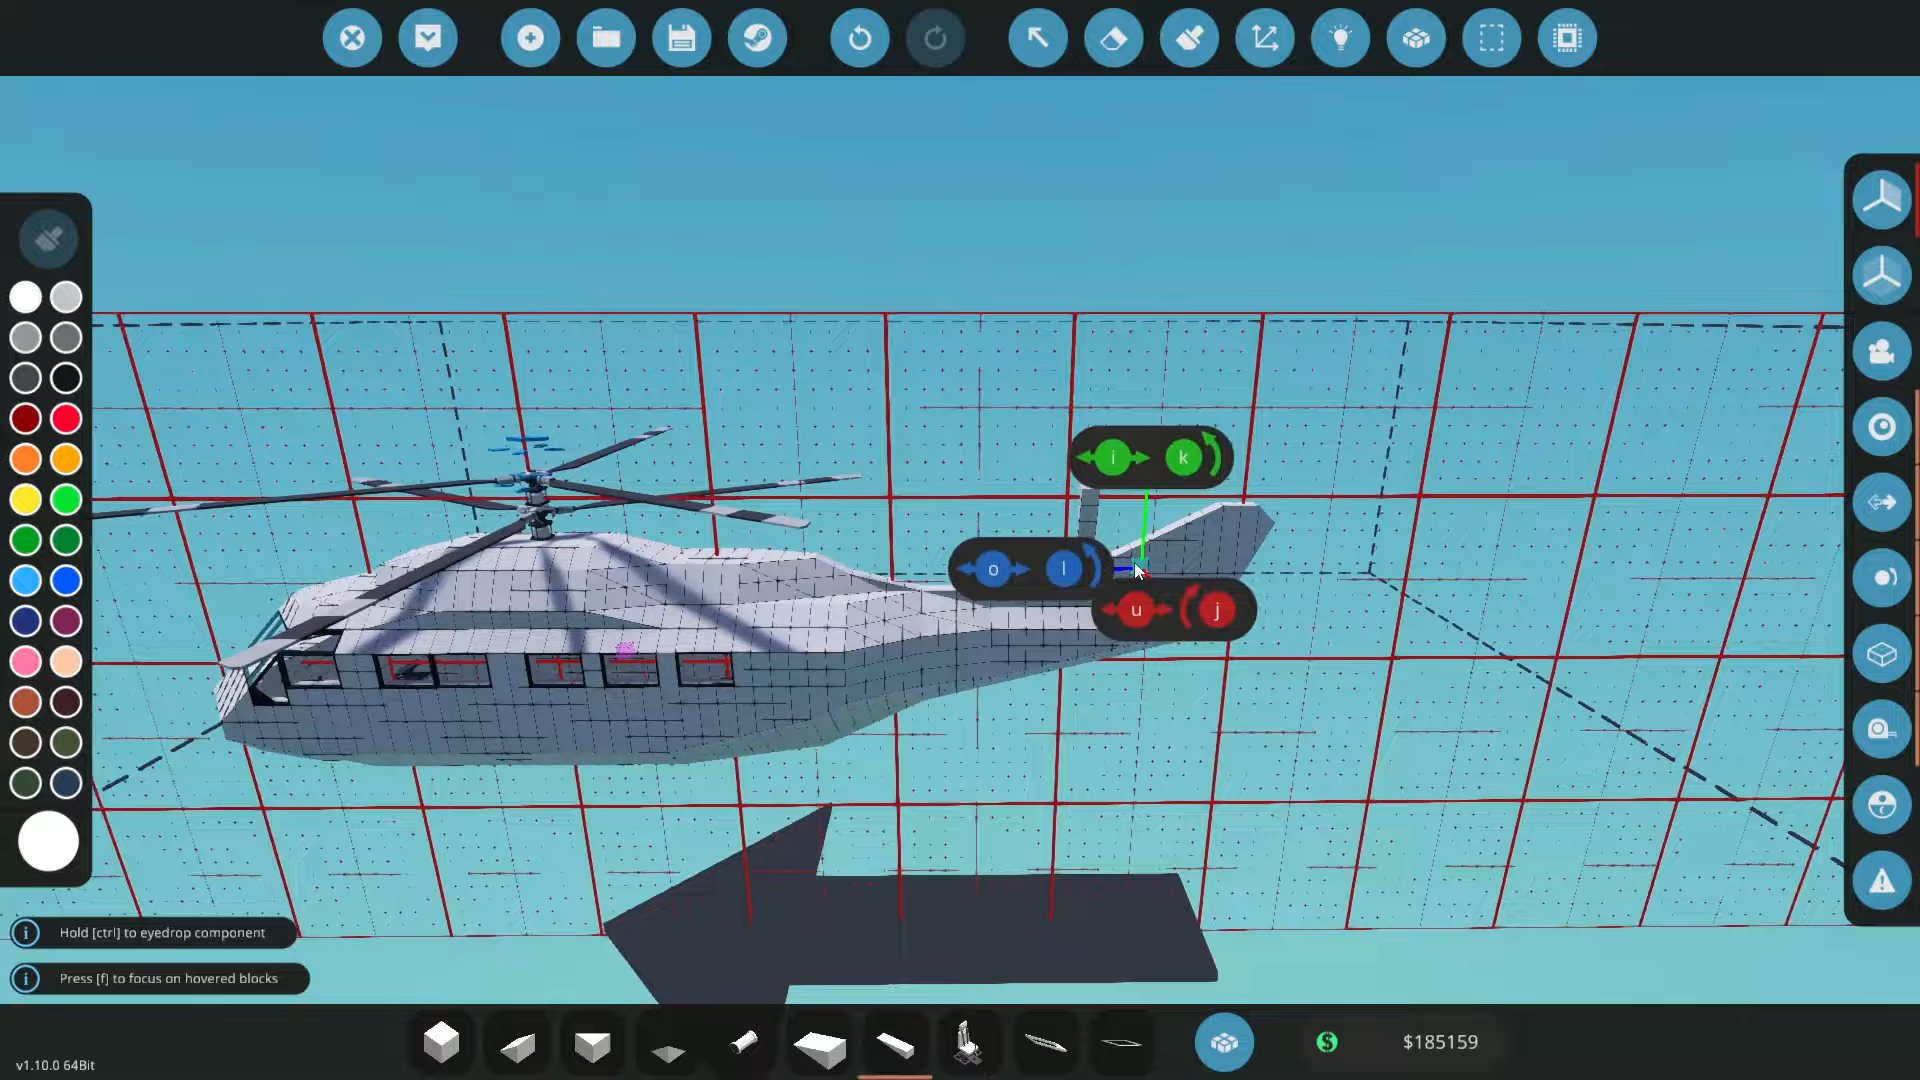 i k
o l
u j
Hold [ctrl] to eyedrop component
Press [f] to focus on hovered blocks
v1.10.0 64Bit
$ $185159